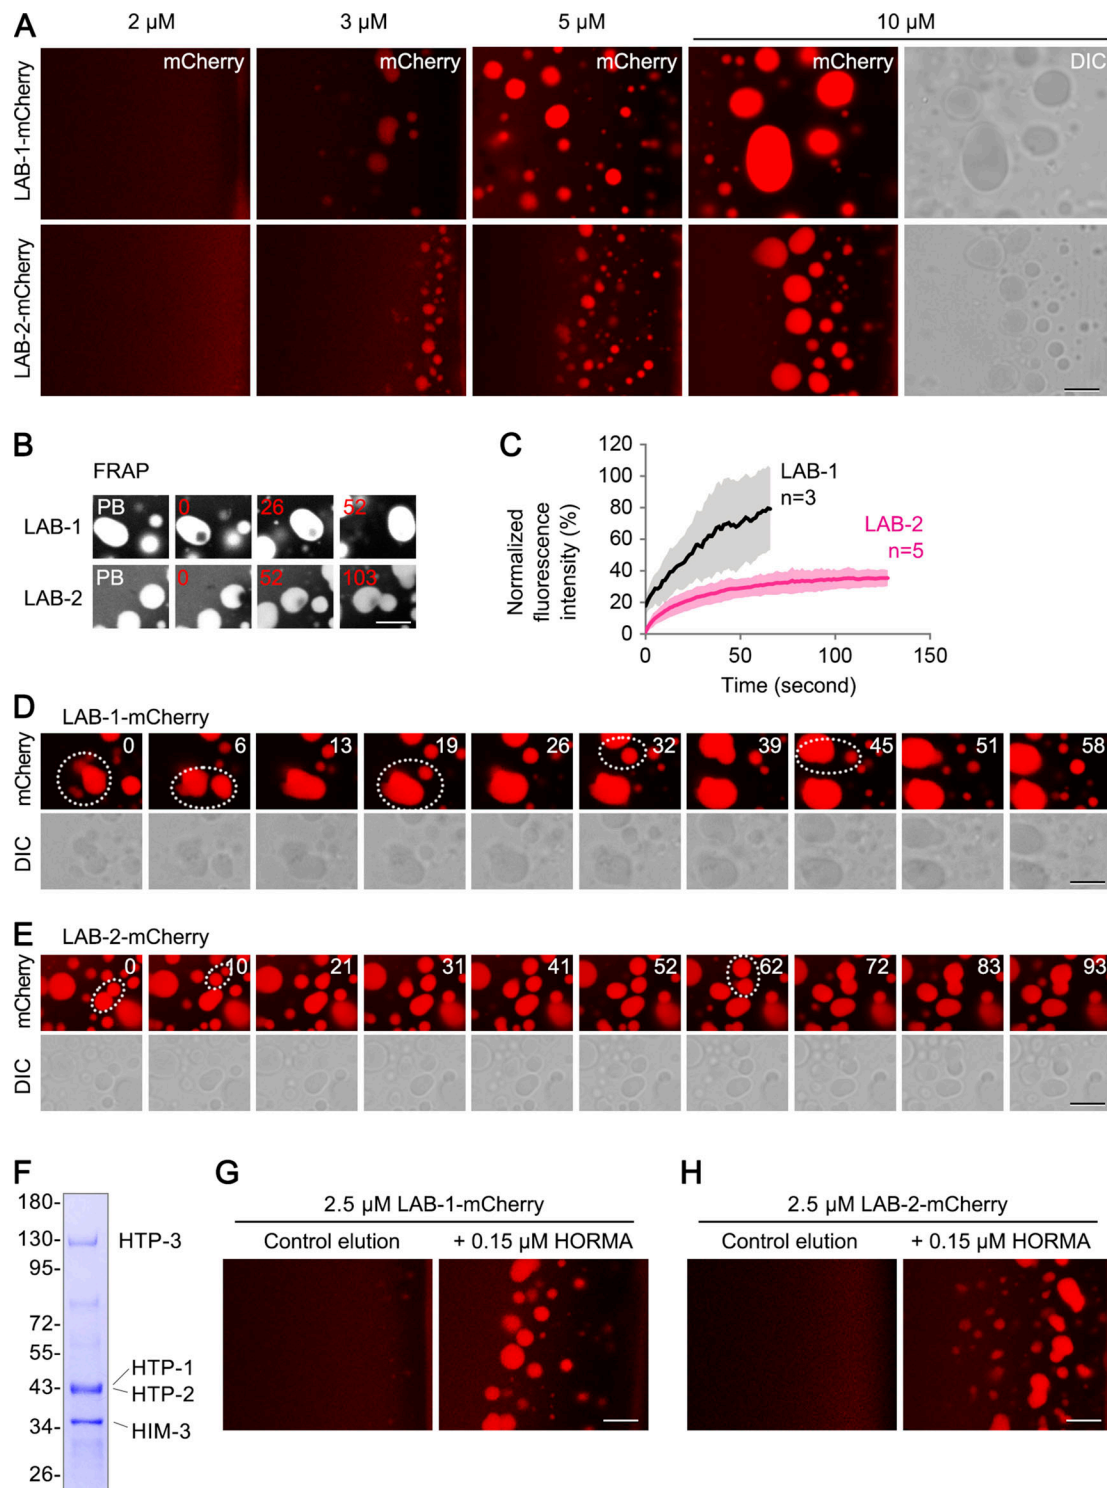 A
2 µM 3 µM 5 µM 10 µM
LAB-1-mCherry
mCherry mCherry mCherry mCherry DIC
LAB-2-mCherry
B
FRAP
LAB-1
PB 0 26 52
LAB-2
PB 0 52 103
C
Normalized
fluorescence
intensity (%)
120
100
80
60
40
20
0
0 50 100 150
Time (second)
LAB-1
n=3
LAB-2
n=5
D
LAB-1-mCherry
mCherry
0 6 13 19 26 32 39 45 51 58
DIC
E
LAB-2-mCherry
mCherry
0 10 21 31 41 52 62 72 83 93
DIC
F
180-
130-
95-
72-
55-
43-
34-
26-
HTP-3
HTP-1
HTP-2
HIM-3
G
2.5 µM LAB-1-mCherry
Control elution + 0.15 µM HORMA
H
2.5 µM LAB-2-mCherry
Control elution + 0.15 µM HORMA